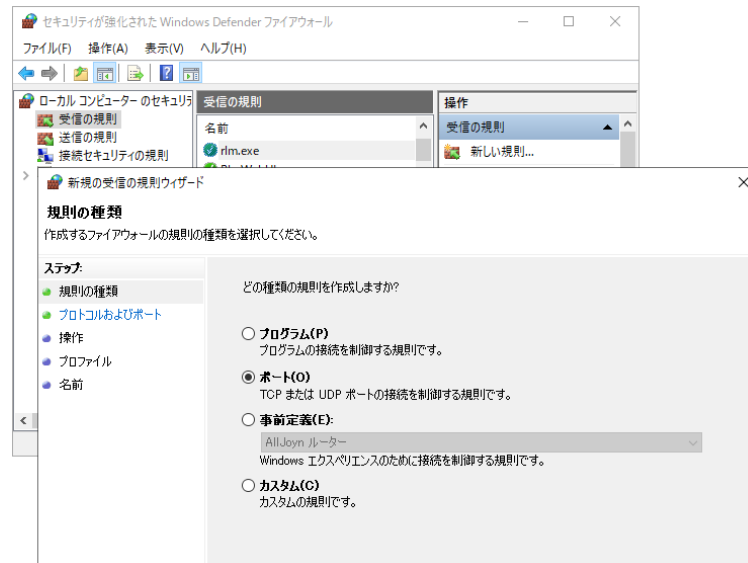 セキュリティが強化された Windows Defender ファイアウォール
ファイル(F) 操作(A) 表示(V) ヘルプ(H)
ローカル コンピューター のセキュリテ
受信の規則
送信の規則
接続セキュリティの規則
受信の規則
名前
rlm.exe
操作
受信の規則
新しい規則...
新規の受信の規則ウィザード
規則の種類
作成するファイアウォールの規則の種類を選択してください。
ステップ:
規則の種類
プロトコルおよびポート
操作
プロファイル
名前
どの種類の規則を作成しますか?
プログラム(P)
プログラムの接続を制御する規則です。
ポート(O)
TCP または UDP ポートの接続を制御する規則です。
事前定義(E):
AllJoyn ルーター
Windows エクスペリエンスのために接続を制御する規則です。
カスタム(C)
カスタムの規則です。